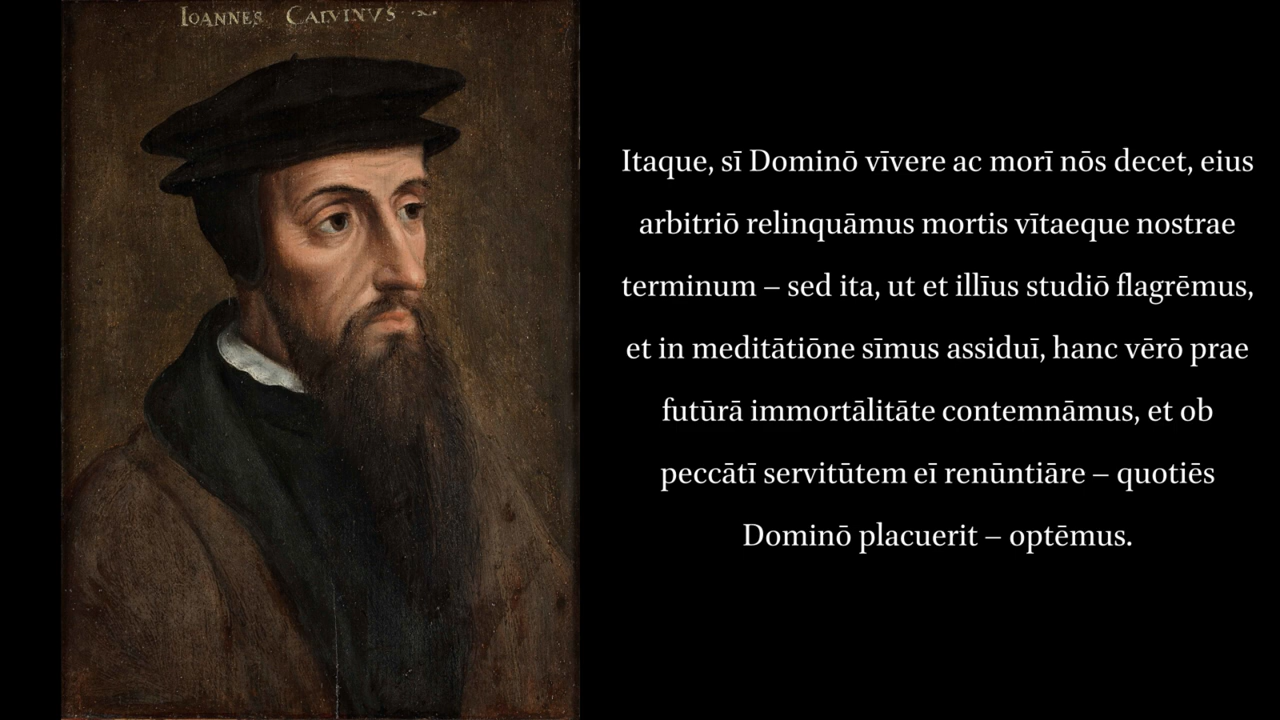 IOANNES CALVINVS
Itaque, sī Dominō vīvere ac morī nōs decet, eius
arbitriō relinquāmus mortis vītaeque nostrae
terminum – sed ita, ut et illīus studiō flagrēmus,
et in meditātiōne sīmus assiduī, hanc vērō prae
futūrā immortālitāte contemnāmus, et ob
peccātī servitūtem eī renūntiāre – quotiēs
Dominō placuerit – optēmus.